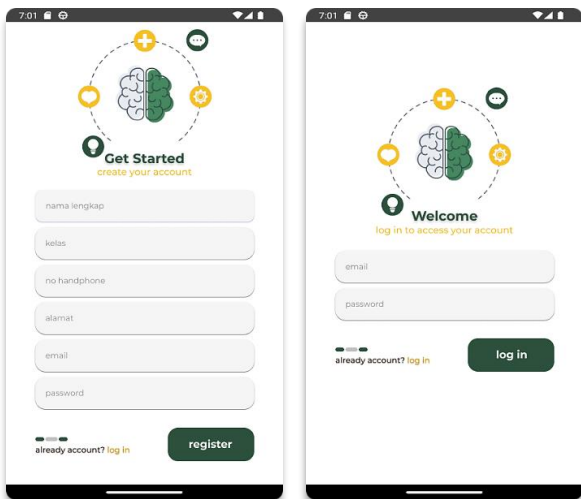 7:01
Get Started
create your account
nama lengkap
kelas
no handphone
alamat
email
password
already account? log in
register
7:01
Welcome
log in to access your account
email
password
already account? log in
log in